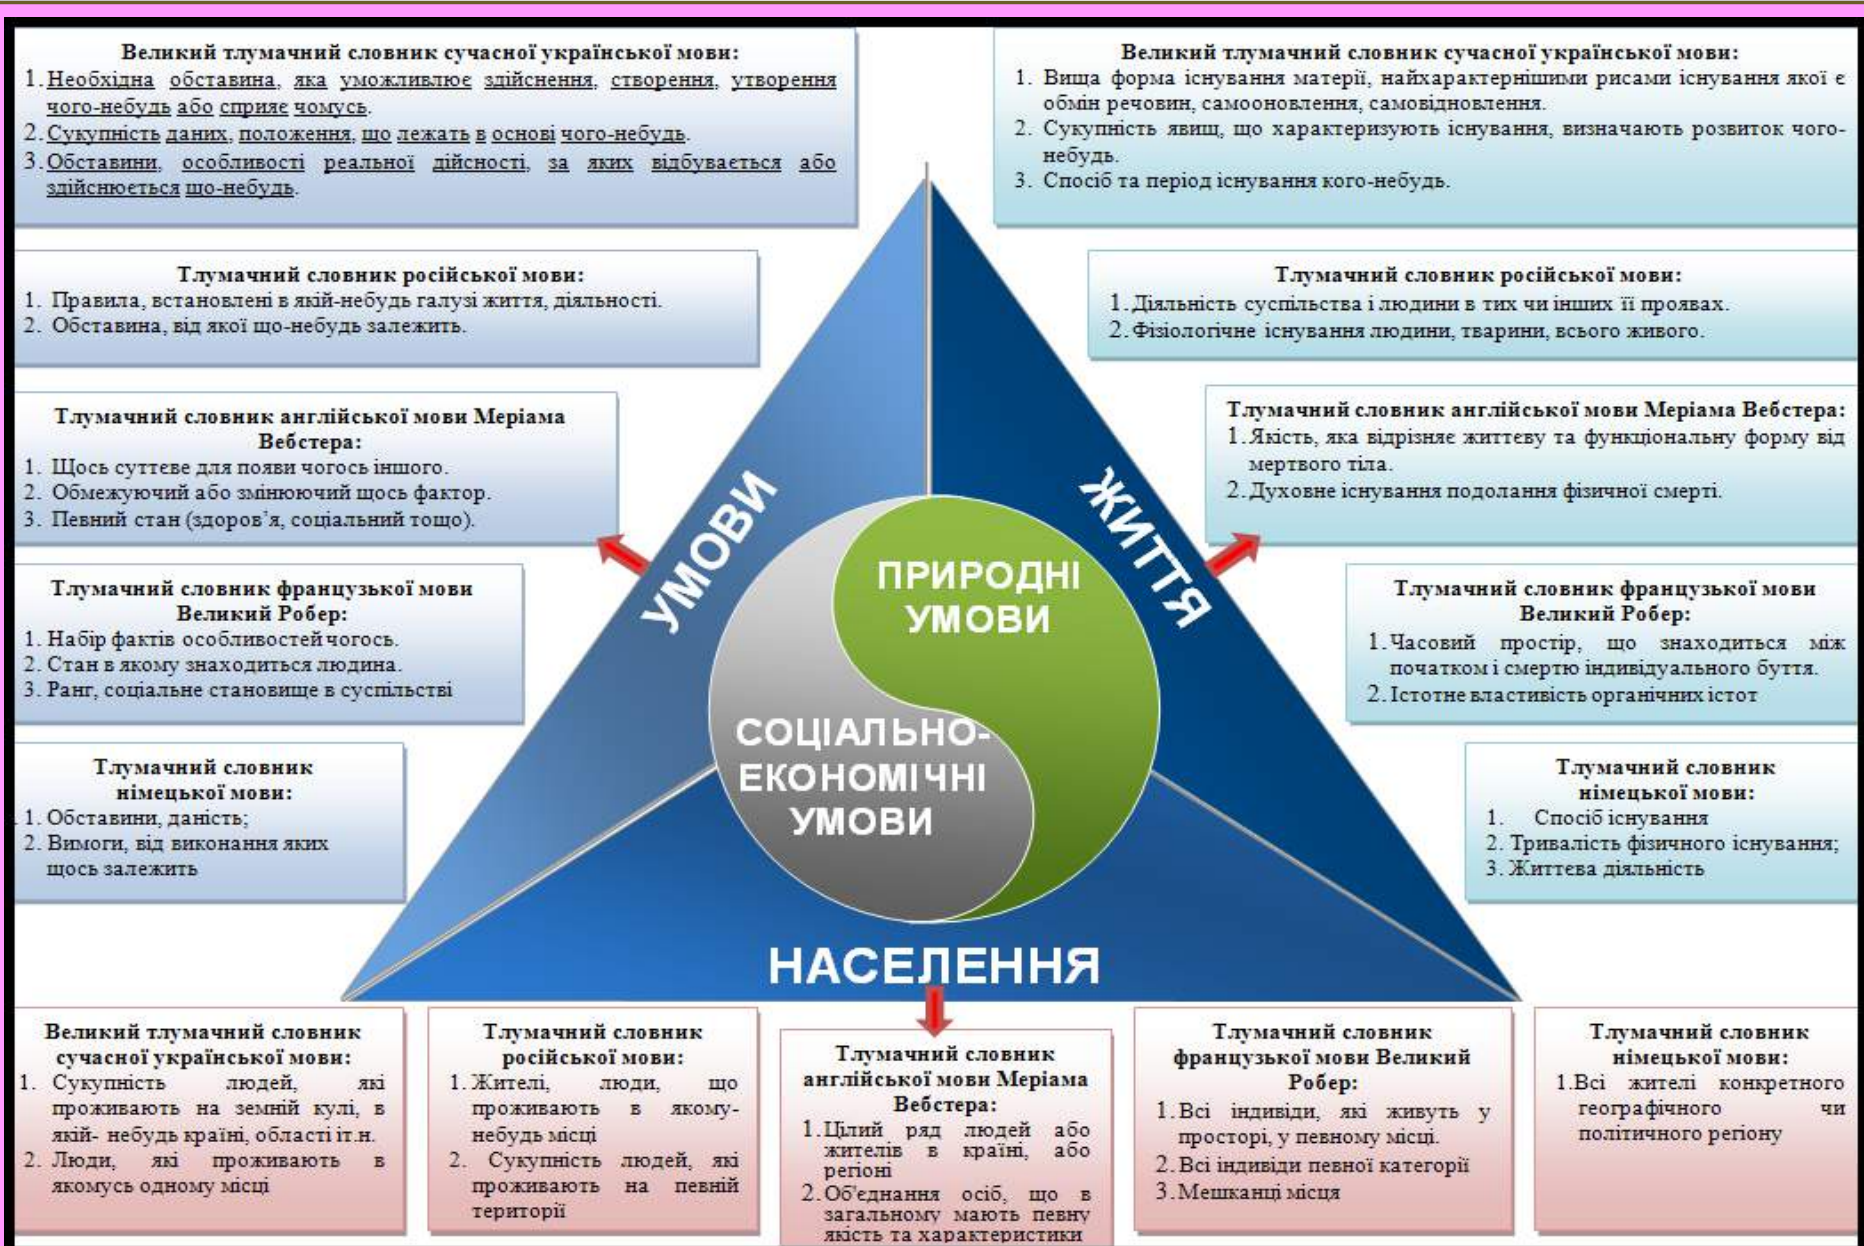 Великий тлумачний словник сучасної української мови:
1. Необхідна обставина, яка уможливлює здійснення, створення, утворення
чого-небудь або сприяє чомусь.
2. Сукупність даних, положення, що лежать в основі чого-небудь.
3. Обставини, особливості реальної дійсності, за яких відбувається або
здійснюється що-небудь.
Тлумачний словник російської мови:
1. Правила, встановлені в якій-небудь галузі життя, діяльності.
2. Обставина, від якої що-небудь залежить.
Тлумачний словник англійської мови Меріама
Вебстера:
1. Щось суттєве для появи чогось іншого.
2. Обмежуючий або змінюючий щось фактор.
3. Певний стан (здоров’я, соціальний тощо).
Тлумачний словник французької мови
Великий Робер:
1. Набір фактів особливостей чогось.
2. Стан в якому знаходиться людина.
3. Ранг, соціальне становище в суспільстві
Тлумачний словник
німецької мови:
1. Обставини, даність;
2. Вимоги, від виконання яких
щось залежить
Великий тлумачний словник сучасної української мови:
1. Вища форма існування матерії, найхарактернішими рисами існування якої є
обмін речовин, самооновлення, самовідновлення.
2. Сукупність явищ, що характеризують існування, визначають розвиток чого-
небудь.
3. Спосіб та період існування кого-небудь.
Тлумачний словник російської мови:
1. Діяльність суспільства і людини в тих чи інших її проявах.
2. Фізіологічне існування людини, тварини, всього живого.
Тлумачний словник англійської мови Меріама Вебстера:
1. Якість, яка відрізняє життєву та функціональну форму від
мертвого тіла.
2. Духовне існування подолання фізичної смерті.
Тлумачний словник французької мови
Великий Робер:
1. Часовий простір, що знаходиться між
початком і смертю індивідуального буття.
2. Істотне властивість органічних істот
Тлумачний словник
німецької мови:
1. Спосіб існування
2. Тривалість фізичного існування;
3. Життєва діяльність
УМОВИ
ЖИТТЯ
ПРИРОДНІ
УМОВИ
СОЦІАЛЬНО-
ЕКОНОМІЧНІ
УМОВИ
НАСЕЛЕННЯ
Великий тлумачний словник
сучасної української мови:
1. Сукупність людей, які
проживають на земній кулі, в
якій- небудь країні, області іт.н.
2. Люди, які проживають в
якомусь одному місці
Тлумачний словник
російської мови:
1. Жителі, люди, що
проживають в якому-
небудь місці
2. Сукупність людей, які
проживають на певній
території
Тлумачний словник
англійської мови Меріама
Вебстера:
1. Цілий ряд людей або
жителів в країні, або
регіоні
2. Об'єднання осіб, що в
загальному мають певну
якість та характеристики
Тлумачний словник
французької мови Великий
Робер:
1. Всі індивіди, які живуть у
просторі, у певному місці.
2. Всі індивіди певної категорії
3. Мешканці місця
Тлумачний словник
німецької мови:
1. Всі жителі конкретного
географічного чи
політичного регіону